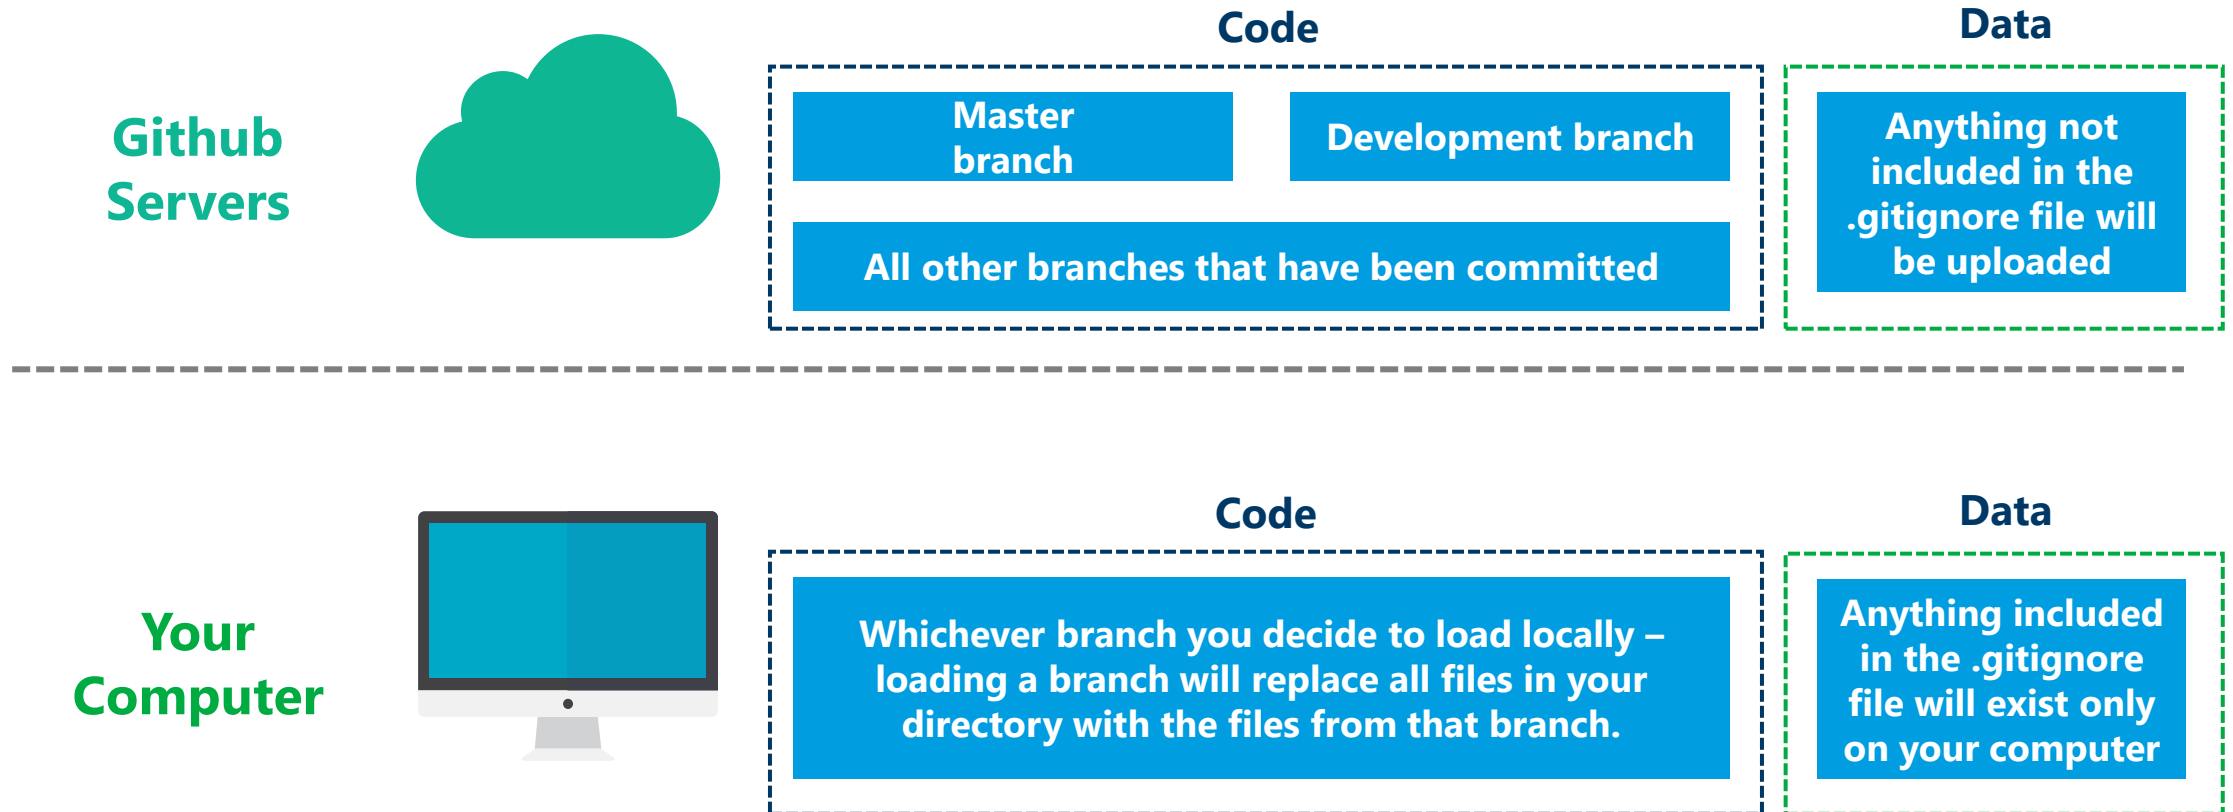 Code
Data
Github
Servers
Master
branch
Development branch
All other branches that have been committed
Anything not
included in the
.gitignore file will
be uploaded
Code
Data
Your
Computer
Whichever branch you decide to load locally –
loading a branch will replace all files in your
directory with the files from that branch.
Anything included
in the .gitignore
file will exist only
on your computer